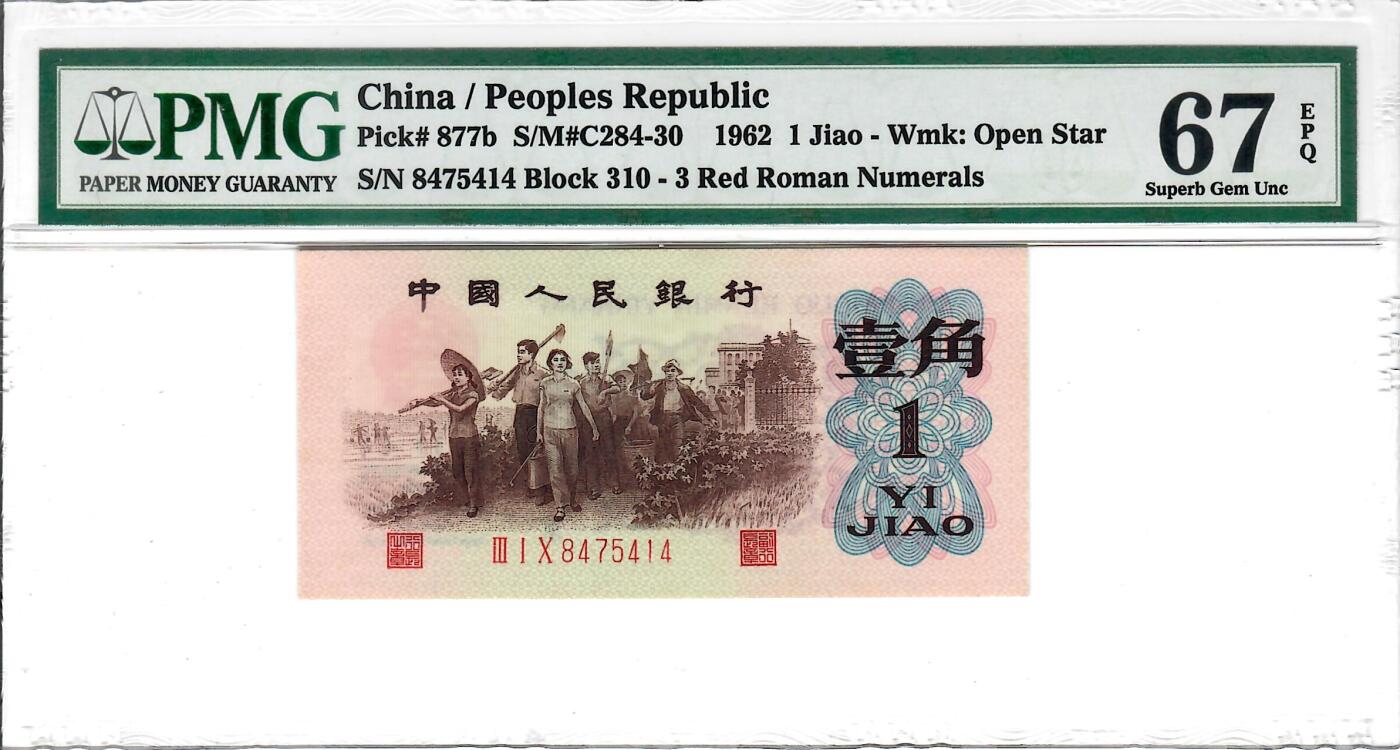 PMG
PAPER MONEY GUARANTY
China / Peoples Republic
Pick# 877b S/M#C284-30 1962 1 Jiao - Wmk: Open Star
S/N 8475414 Block 310 - 3 Red Roman Numerals
67
EPQ
Superb Gem Unc
中國人民銀行
壹角
1
YI
JIAO
III I X 8475414